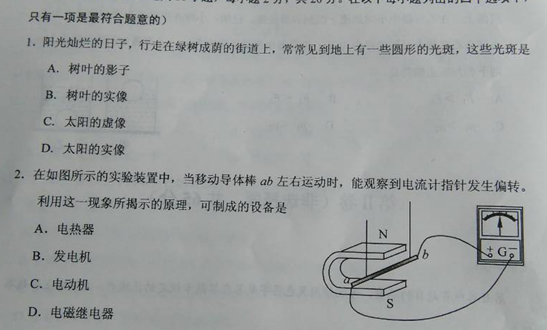 只有一项是最符合题意的）
1．阳光灿烂的日子，行走在绿树成荫的街道上，常常见到地上有一些圆形的光斑，这些光斑是
A．树叶的影子
B．树叶的实像
C．太阳的虚像
D．太阳的实像
2．在如图所示的实验装置中，当移动导体棒 ab 左右运动时，能观察到电流计指针发生偏转。
利用这一现象所揭示的原理，可制成的设备是
A．电热器
B．发电机
C．电动机
D．电磁继电器
N
a
b
S
+ G −